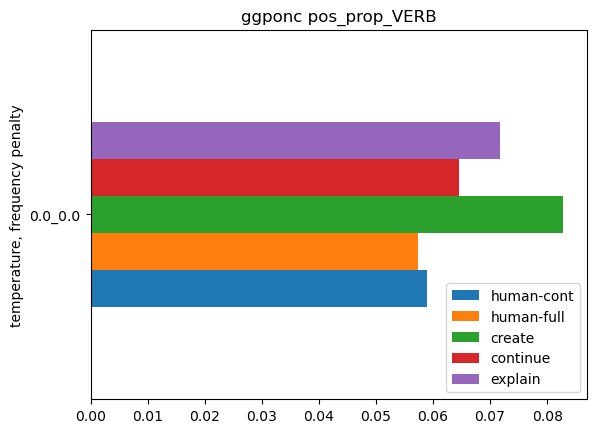 ggponc pos_prop_VERB
temperature, frequency penalty
0.0_0.0
human-cont
human-full
create
continue
explain
0.00 0.01 0.02 0.03 0.04 0.05 0.06 0.07 0.08